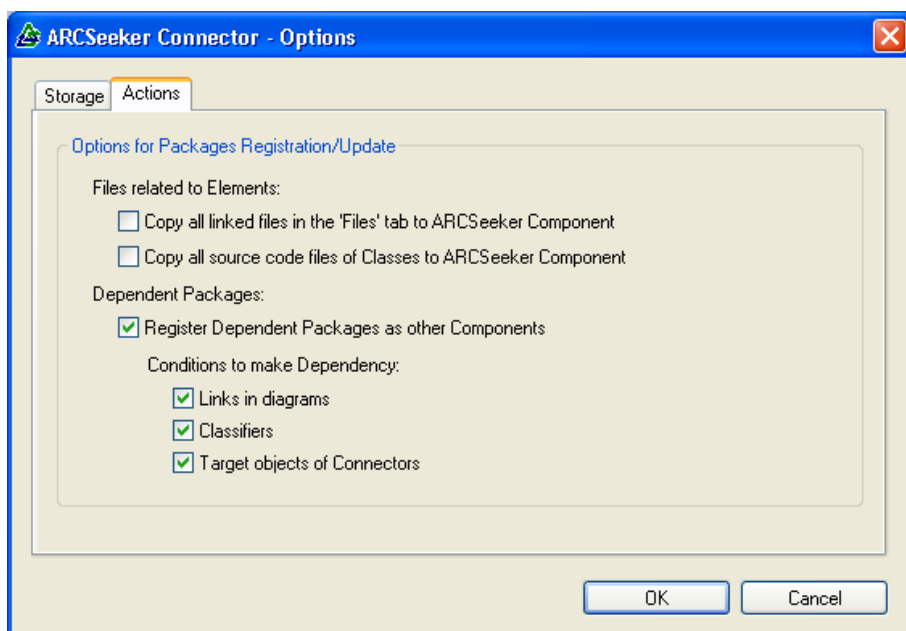 ARCSeeker Connector - Options
Storage
Actions
Options for Packages Registration/Update
Files related to Elements:
Copy all linked files in the 'Files' tab to ARCSeeker Component
Copy all source code files of Classes to ARCSeeker Component
Dependent Packages:
Register Dependent Packages as other Components
Conditions to make Dependency:
Links in diagrams
Classifiers
Target objects of Connectors
OK
Cancel